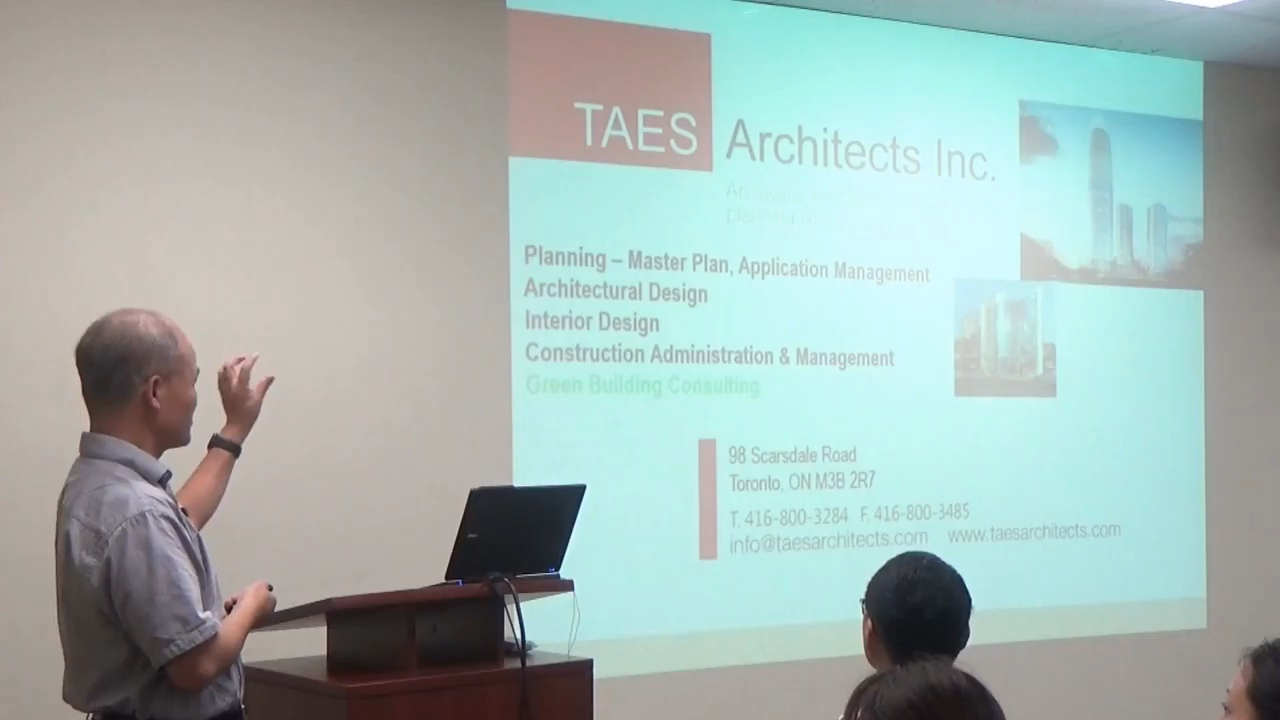 TAES Architects Inc.
Planning – Master Plan, Application Management
Architectural Design
Interior Design
Construction Administration & Management
Green Building Consulting
98 Scarsdale Road
Toronto, ON M3B 2R7
T. 416-800-3284 F. 416-800-3485
info@taesarchitects.com www.taesarchitects.com